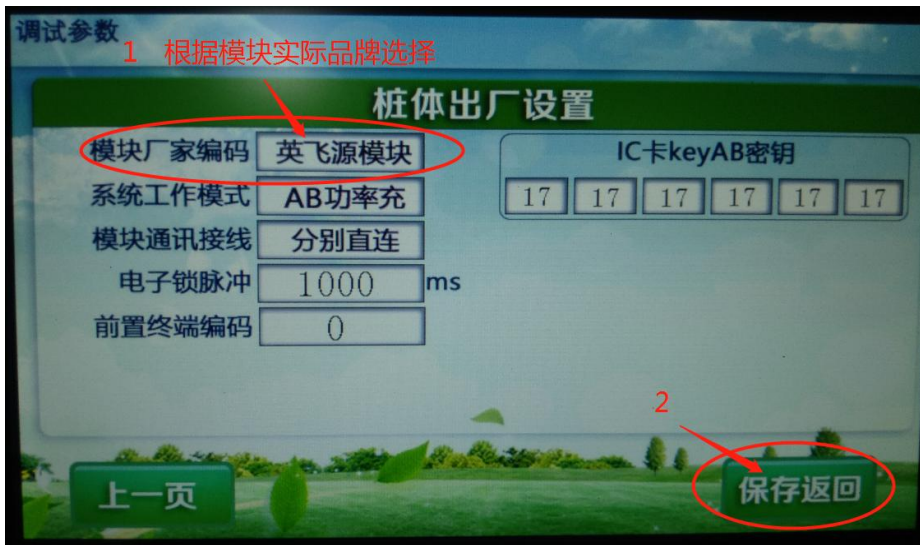 调试参数
1 根据模块实际品牌选择
桩体出厂设置
模块厂家编码 英飞源模块
IC卡keyAB密钥
系统工作模式 AB功率充
17 17 17 17 17 17
模块通讯接线 分别直连
电子锁脉冲 1000 ms
前置终端编码 0
2
上一页
保存返回